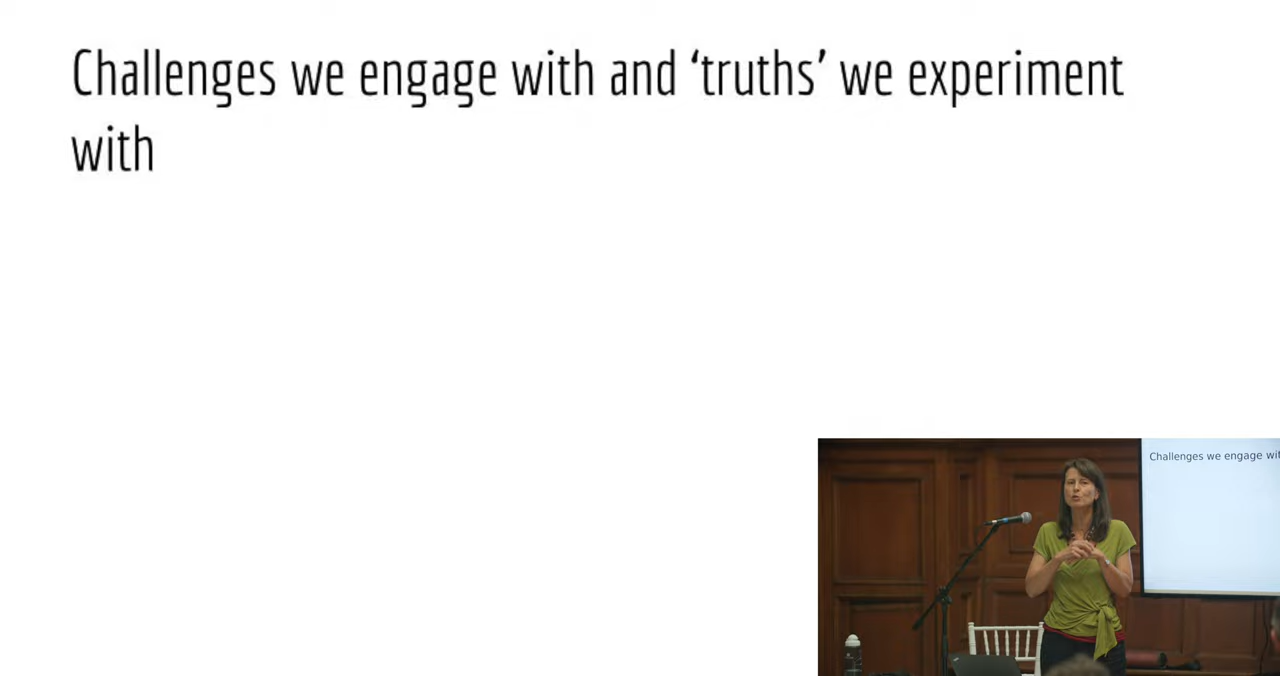 Challenges we engage with and ‘truths’ we experiment
with
Challenges we engage wit